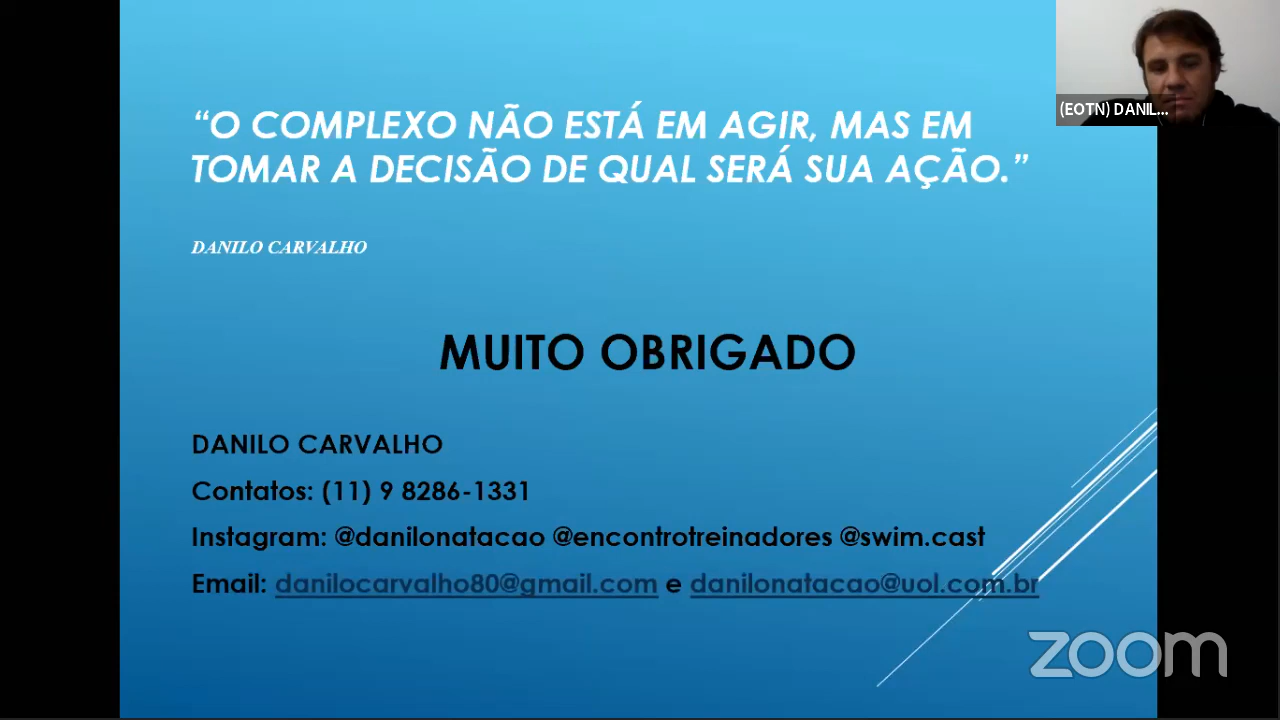 “O COMPLEXO NÃO ESTÁ EM AGIR, MAS EM
TOMAR A DECISÃO DE QUAL SERÁ SUA AÇÃO.”
(EOTN) DANIL...
DANILO CARVALHO
MUITO OBRIGADO
DANILO CARVALHO
Contatos: (11) 9 8286-1331
Instagram: @danilonatacao @encontrotreinadores @swim.cast
Email: danilocarvalho80@gmail.com e danilonatacao@uol.com.br
zoom